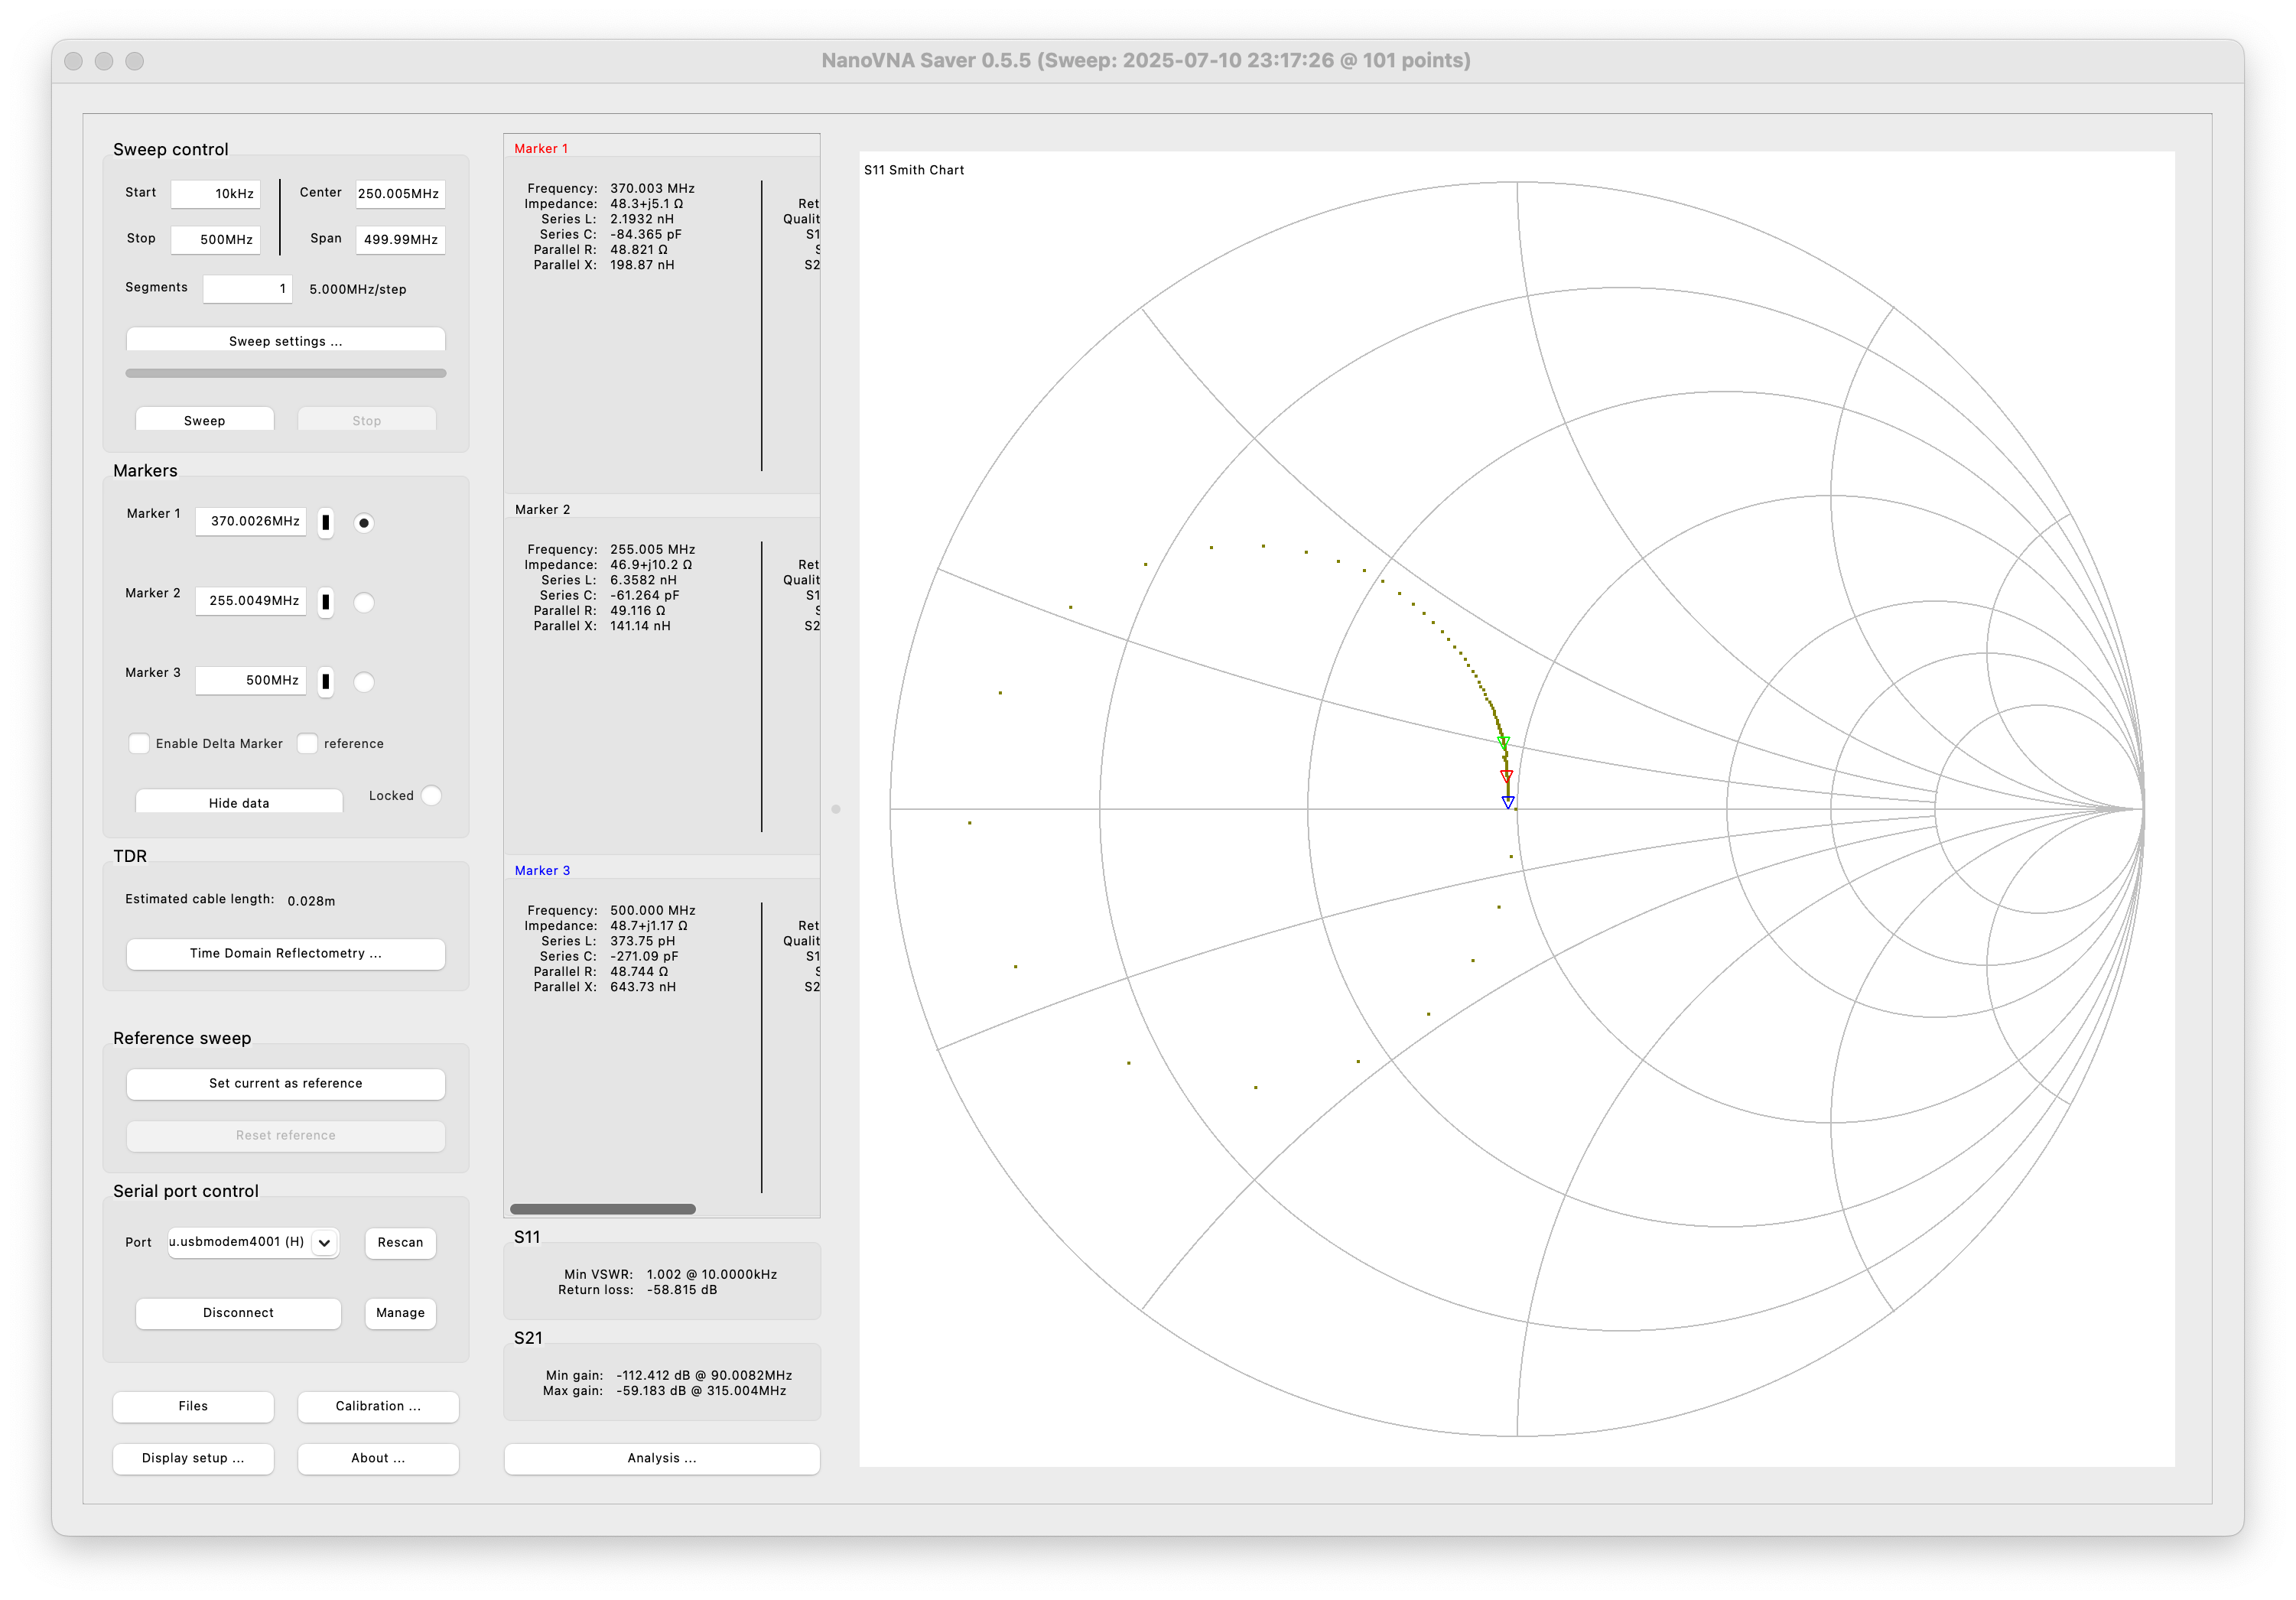 NanoVNA Saver 0.5.5 (Sweep: 2025-07-10 23:17:26 @ 101 points)
Sweep control
Start 10kHz Center 250.005MHz
Stop 500MHz Span 499.99MHz
Segments 1 5.000MHz/step
Sweep settings ...
Sweep Stop
Markers
Marker 1 370.0026MHz
Marker 2 255.0049MHz
Marker 3 500MHz
Enable Delta Marker reference
Hide data Locked
TDR
Estimated cable length: 0.028m
Time Domain Reflectometry ...
Reference sweep
Set current as reference
Reset reference
Serial port control
Port u.usbmodem4001 (H) Rescan
Disconnect Manage
Files Calibration ...
Display setup ... About ...
Marker 1
Frequency: 370.003 MHz
Impedance: 48.3+j5.1 Ω Ret
Series L: 2.1932 nH Qualit
Series C: -84.365 pF S1
Parallel R: 48.821 Ω S
Parallel X: 198.87 nH S2
Marker 2
Frequency: 255.005 MHz
Impedance: 46.9+j10.2 Ω Ret
Series L: 6.3582 nH Qualit
Series C: -61.264 pF S1
Parallel R: 49.116 Ω S
Parallel X: 141.14 nH S2
Marker 3
Frequency: 500.000 MHz
Impedance: 48.7+j1.17 Ω Ret
Series L: 373.75 pH Qualit
Series C: -271.09 pF S1
Parallel R: 48.744 Ω S
Parallel X: 643.73 nH S2
S11
Min VSWR: 1.002 @ 10.0000kHz
Return loss: -58.815 dB
S21
Min gain: -112.412 dB @ 90.0082MHz
Max gain: -59.183 dB @ 315.004MHz
Analysis ...
S11 Smith Chart